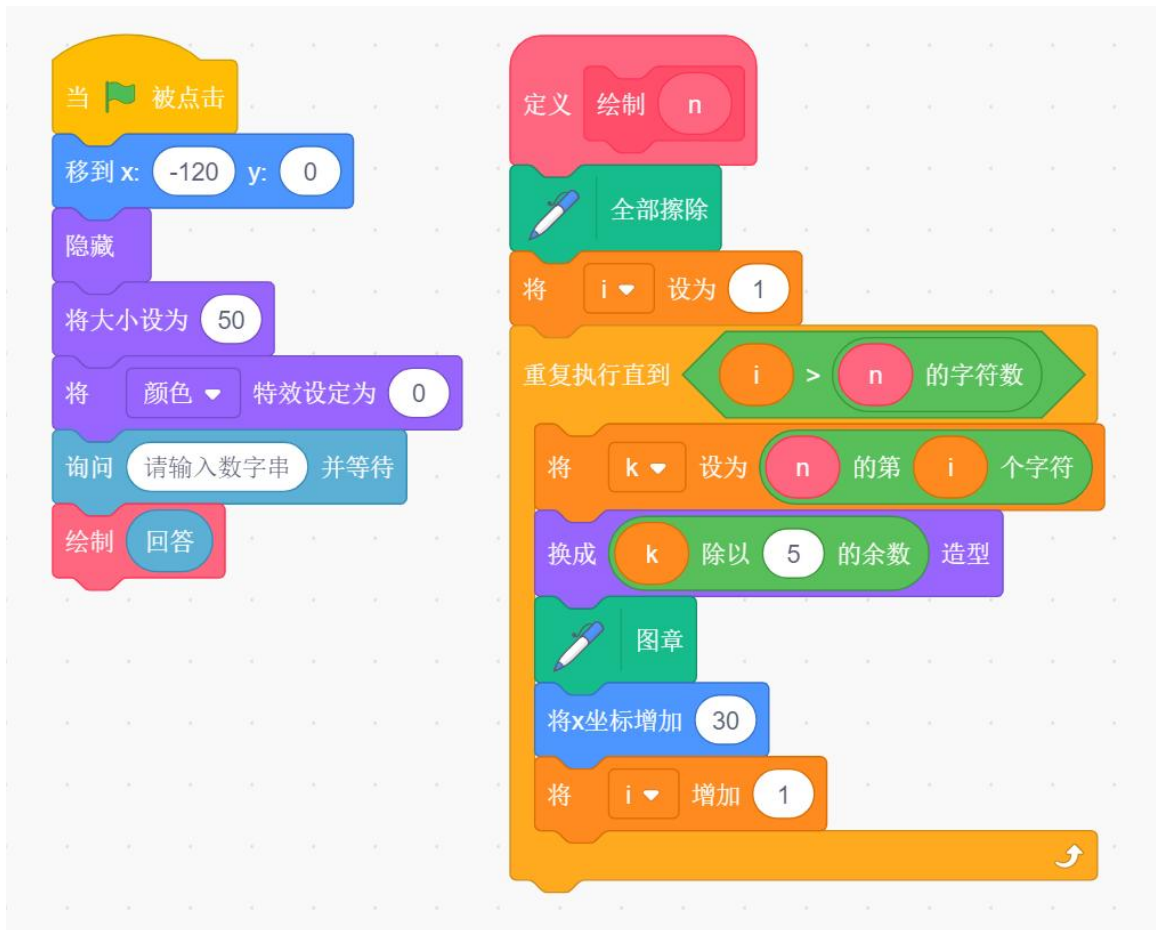 当 被点击
移到 x: -120 y: 0
隐藏
将大小设为 50
将 颜色 特效设定为 0
询问 请输入数字串 并等待
绘制 回答
定义 绘制 n
全部擦除
将 i 设为 1
重复执行直到 i > n 的字符数
将 k 设为 n 的第 i 个字符
换成 k 除以 5 的余数 造型
图章
将x坐标增加 30
将 i 增加 1